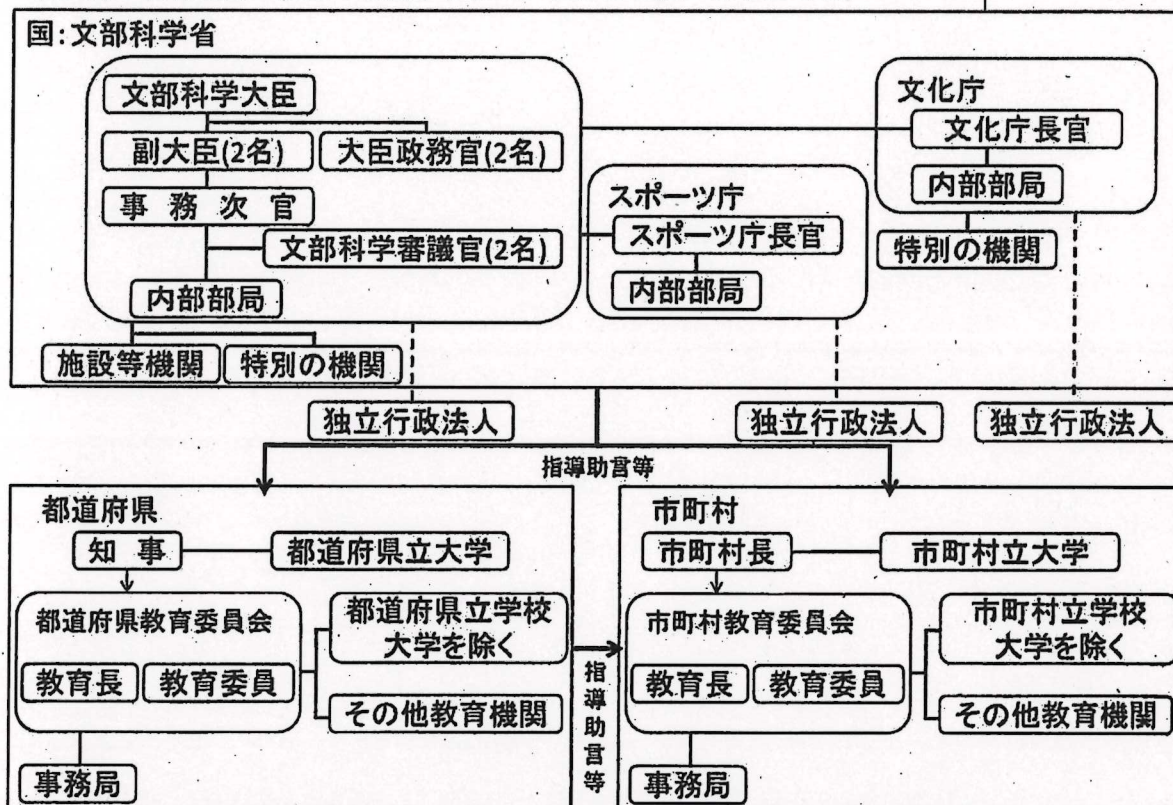 国:文部科学省
文部科学大臣
副大臣(2名)
大臣政務官(2名)
事務次官
文部科学審議官(2名)
内部部局
施設等機関
特別の機関
スポーツ庁
スポーツ庁長官
内部部局
文化庁
文化庁長官
内部部局
特別の機関
独立行政法人
独立行政法人
独立行政法人
指導助言等
都道府県
知事
都道府県立大学
都道府県教育委員会
教育長
教育委員
都道府県立学校
大学を除く
その他教育機関
事務局
指導助言等
市町村
市町村長
市町村立大学
市町村教育委員会
教育長
教育委員
市町村立学校
大学を除く
その他教育機関
事務局